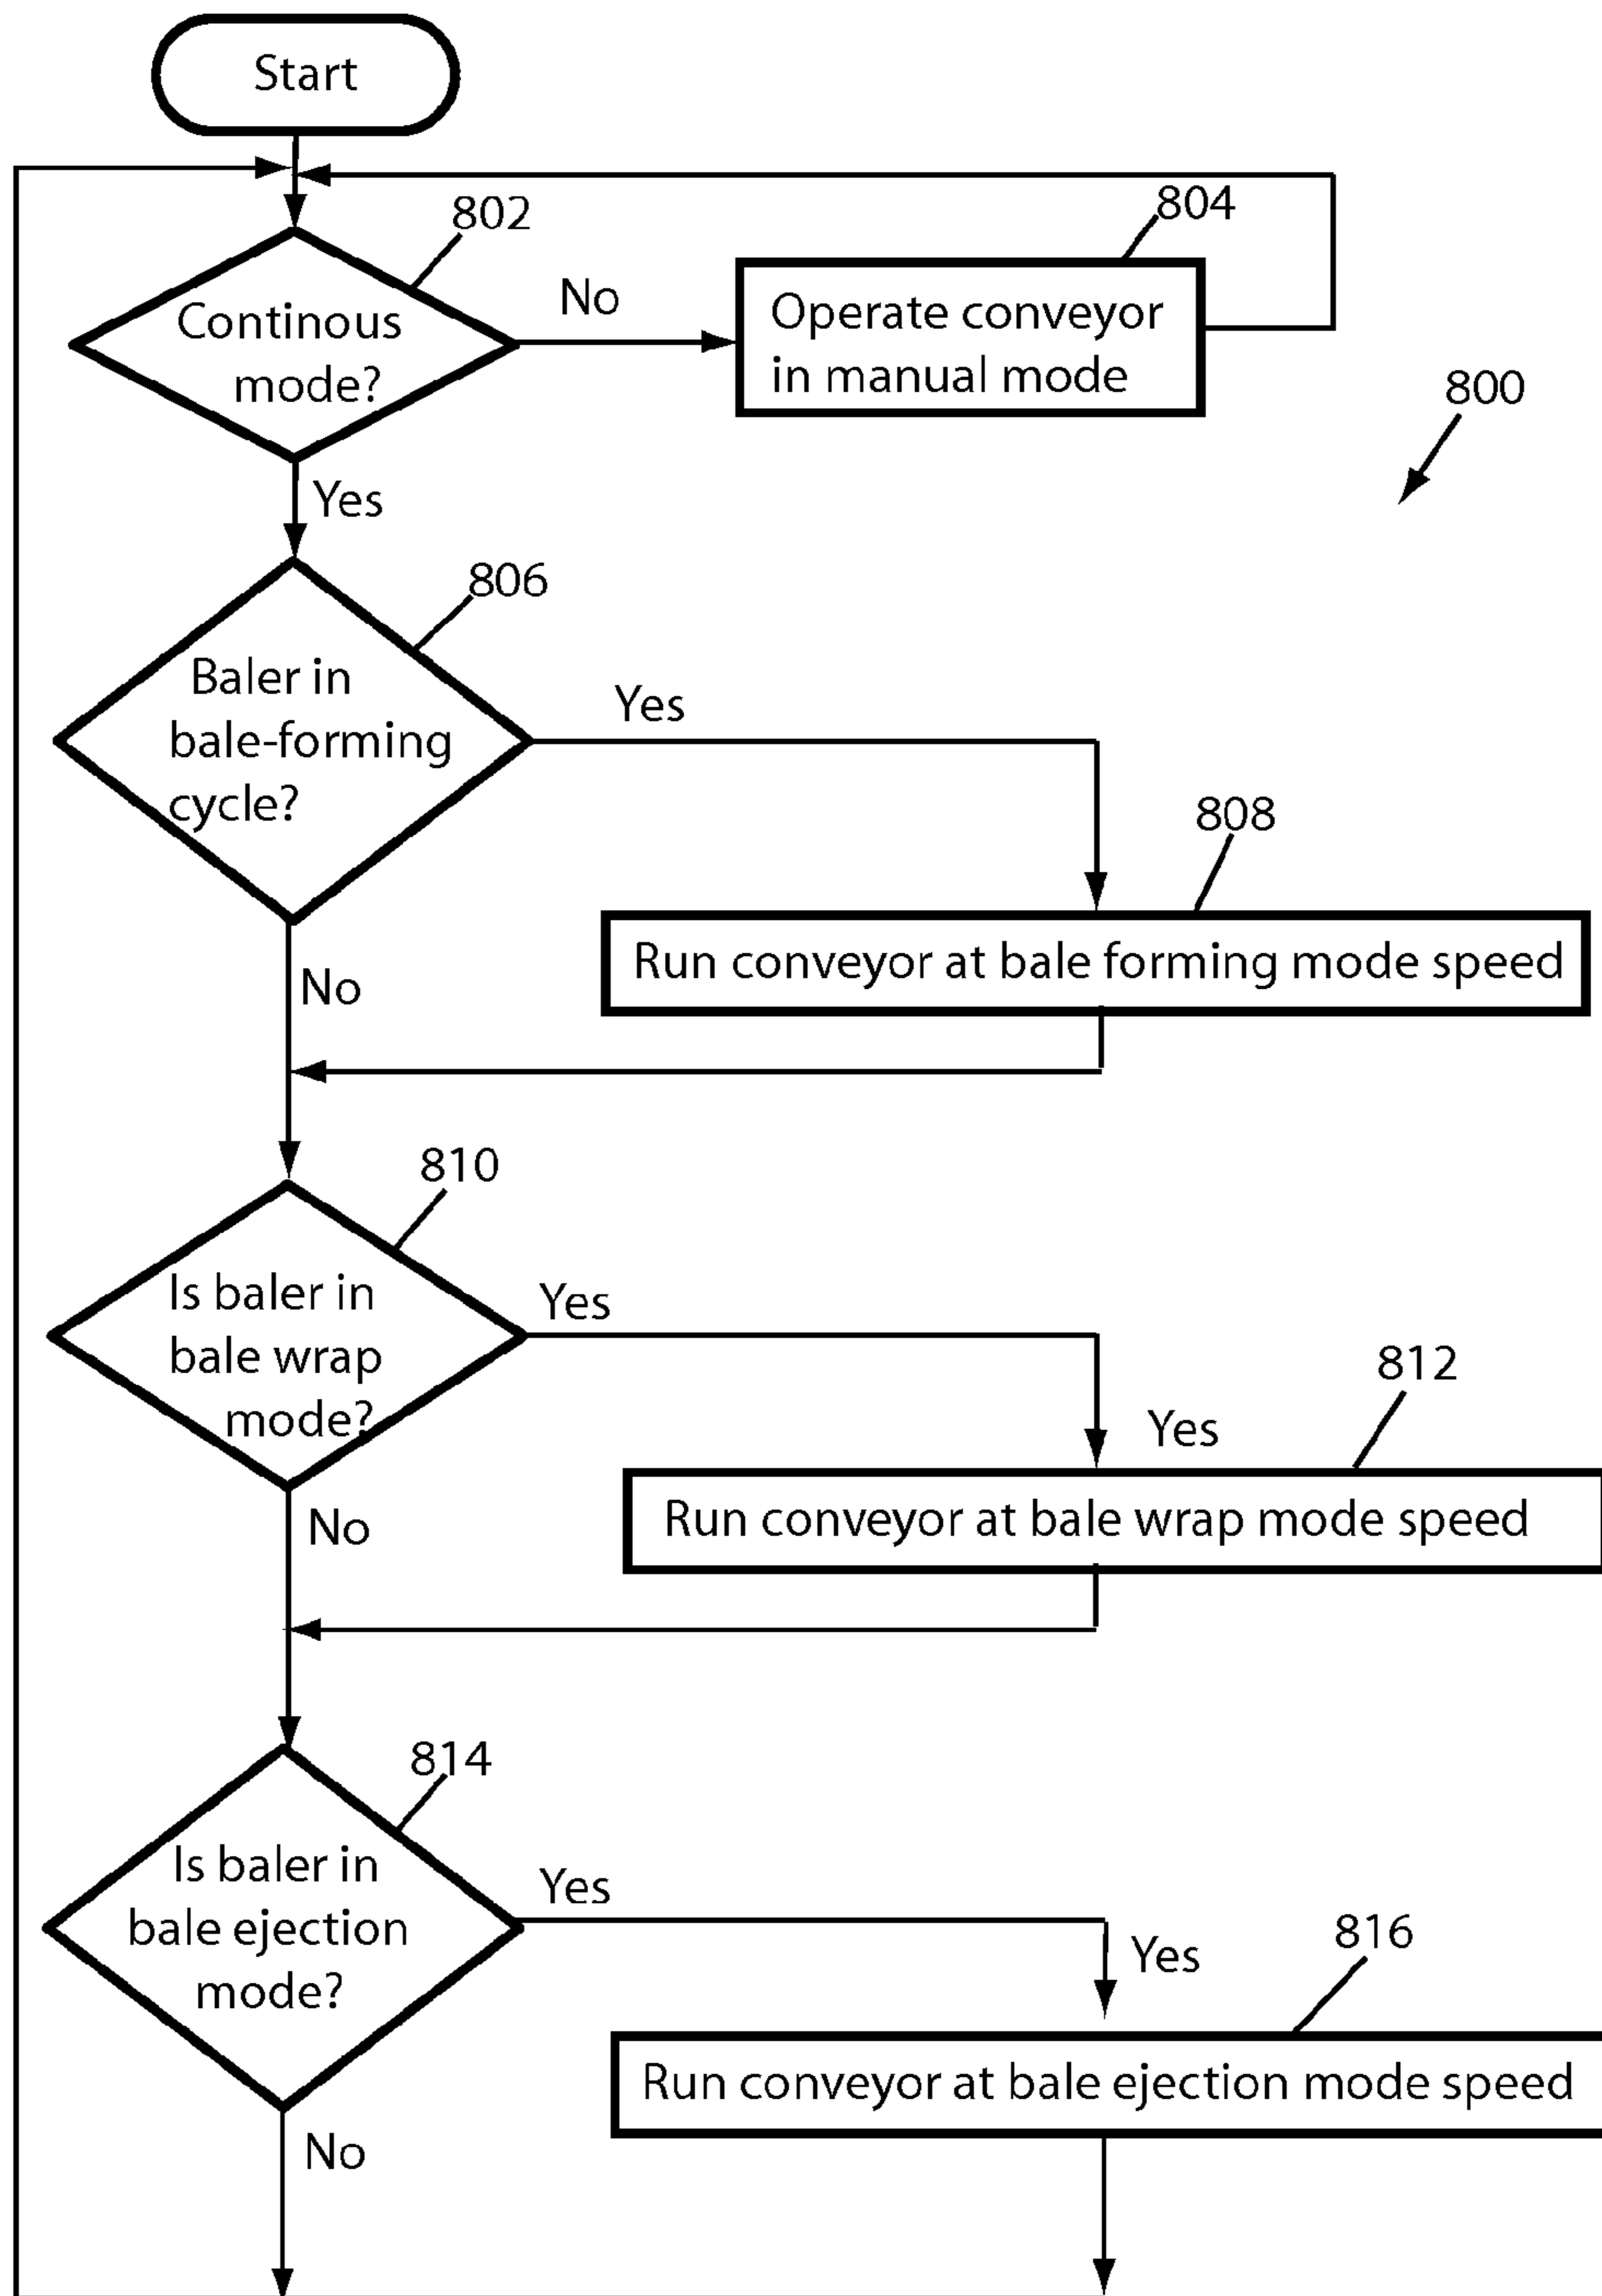 Start
802
804
Continous
mode?
No
Operate conveyor
in manual mode
800
Yes
806
Baler in
bale-forming
cycle?
Yes
808
Run conveyor at bale forming mode speed
No
810
Is baler in
bale wrap
mode?
Yes
812
Yes
Run conveyor at bale wrap mode speed
No
814
Is baler in
bale ejection
mode?
Yes
816
Yes
Run conveyor at bale ejection mode speed
No